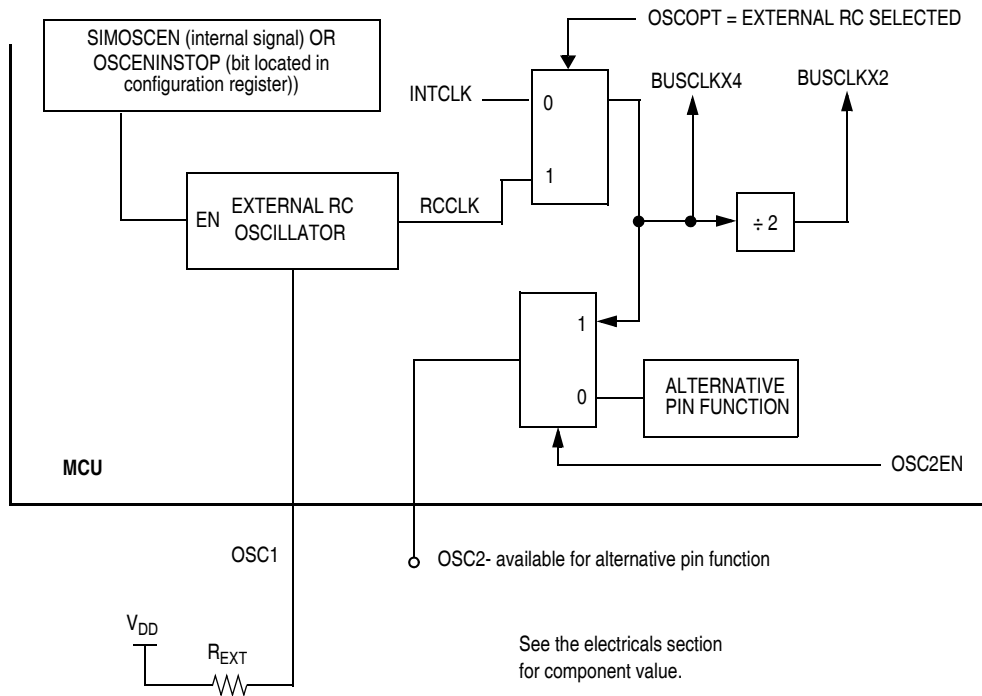 SIMOSCEN (internal signal) OR
OSCENINSTOP (bit located in
configuration register))
OSCOPT = EXTERNAL RC SELECTED
INTCLK
0
1
BUSCLKX4
BUSCLKX2
EN
EXTERNAL RC
OSCILLATOR
RCCLK
÷ 2
1
0
ALTERNATIVE
PIN FUNCTION
OSC2EN
MCU
OSC1
OSC2- available for alternative pin function
VDD
REXT
See the electricals section
for component value.